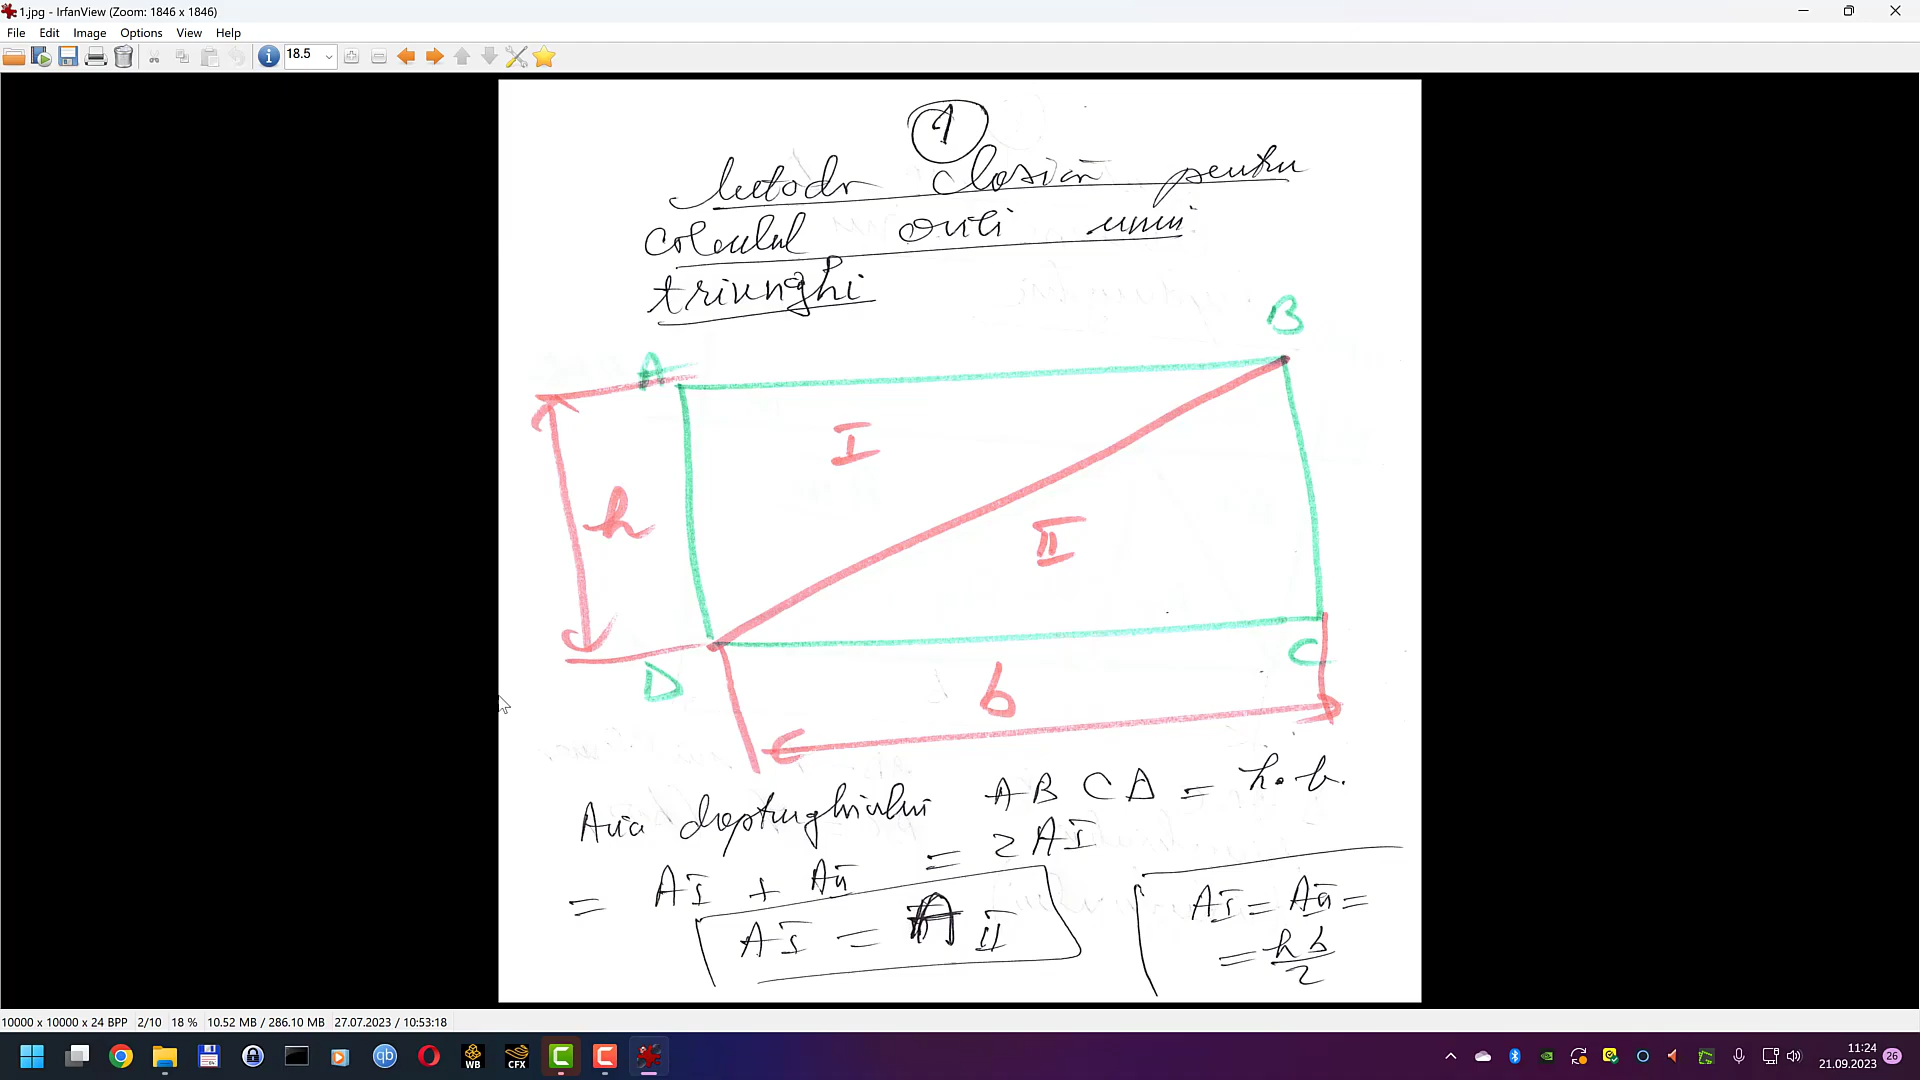 1.jpg - IrfanView (Zoom: 1846 x 1846)
File Edit Image Options View Help
18.5
1
Metoda clasică pentru
calculul ariei unui
triunghi
B
A
I
h
II
D
C
b
Aria dreptunghiului ABCD = h·b.
= AI + AII = 2AI
AI = AII
AI = AII =
= hb/2
10000 x 10000 x 24 BPP 2/10 18 % 10.52 MB / 286.10 MB 27.07.2023 / 10:53:18
WB CFX
11:24
21.09.2023
26